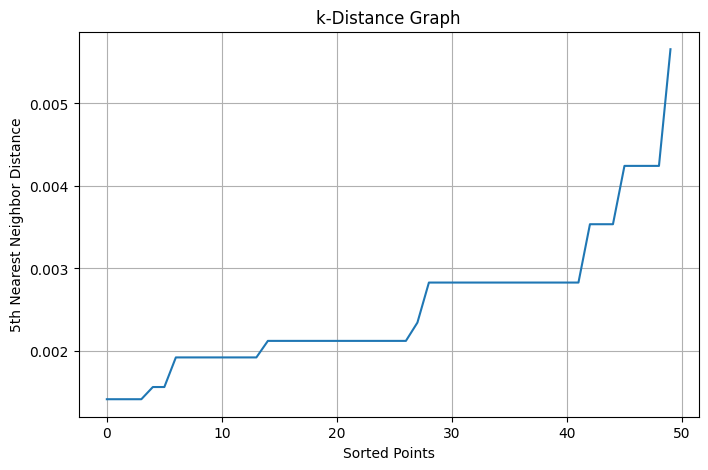 k-Distance Graph
5th Nearest Neighbor Distance
0.005
0.004
0.003
0.002
0 10 20 30 40 50
Sorted Points